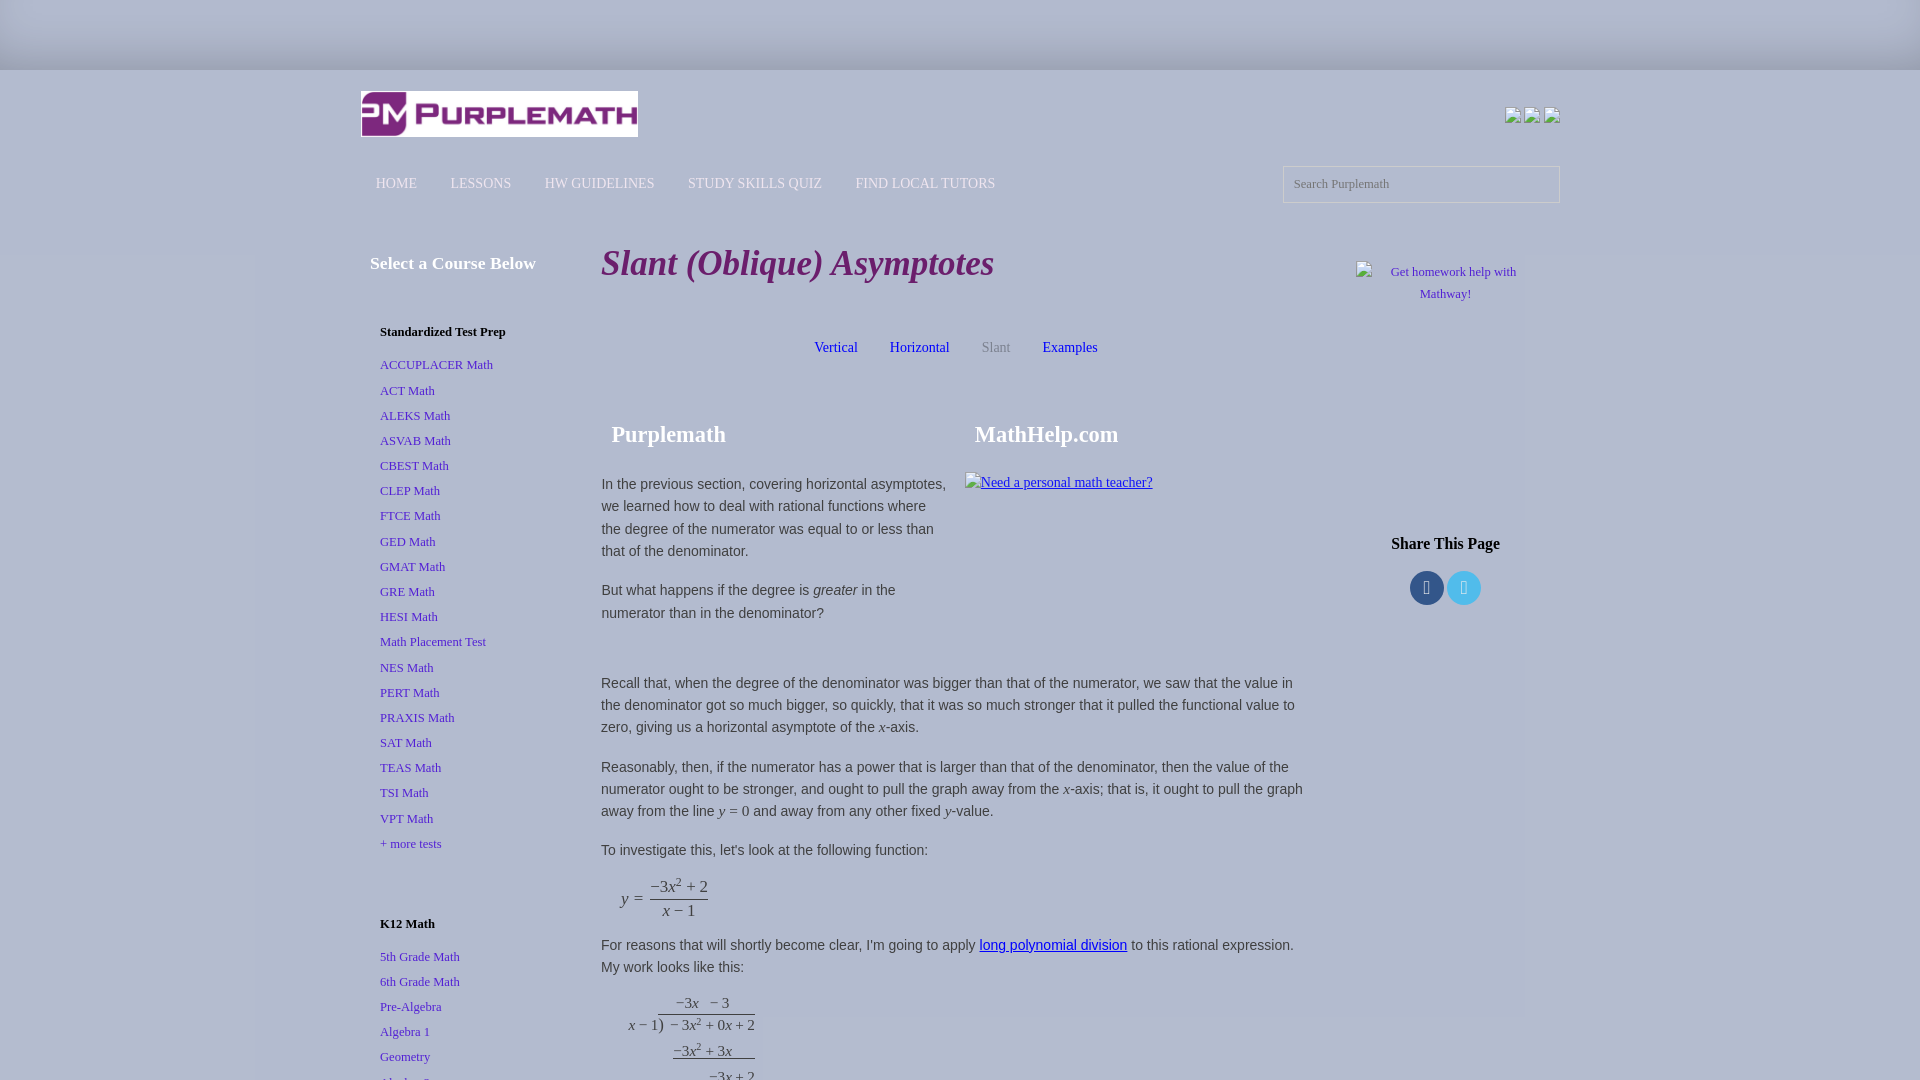 PM PURPLEMATH
HOME LESSONS HW GUIDELINES STUDY SKILLS QUIZ FIND LOCAL TUTORS
Search Purplemath
Select a Course Below
Standardized Test Prep
ACCUPLACER Math
ACT Math
ALEKS Math
ASVAB Math
CBEST Math
CLEP Math
FTCE Math
GED Math
GMAT Math
GRE Math
HESI Math
Math Placement Test
NES Math
PERT Math
PRAXIS Math
SAT Math
TEAS Math
TSI Math
VPT Math
+ more tests
K12 Math
5th Grade Math
6th Grade Math
Pre-Algebra
Algebra 1
Geometry
Slant (Oblique) Asymptotes
Vertical Horizontal Slant Examples
Purplemath
In the previous section, covering horizontal asymptotes,
we learned how to deal with rational functions where
the degree of the numerator was equal to or less than
that of the denominator.
But what happens if the degree is greater in the
numerator than in the denominator?
MathHelp.com
Need a personal math teacher?
Recall that, when the degree of the denominator was bigger than that of the numerator, we saw that the value in
the denominator got so much bigger, so quickly, that it was so much stronger that it pulled the functional value to
zero, giving us a horizontal asymptote of the x-axis.
Reasonably, then, if the numerator has a power that is larger than that of the denominator, then the value of the
numerator ought to be stronger, and ought to pull the graph away from the x-axis; that is, it ought to pull the graph
away from the line y = 0 and away from any other fixed y-value.
To investigate this, let's look at the following function:
y = −3x² + 2
x − 1
For reasons that will shortly become clear, I'm going to apply long polynomial division to this rational expression.
My work looks like this:
−3x − 3
x − 1) − 3x² + 0x + 2
−3x² + 3x
−3x + 2
Get homework help with
Mathway!
Share This Page